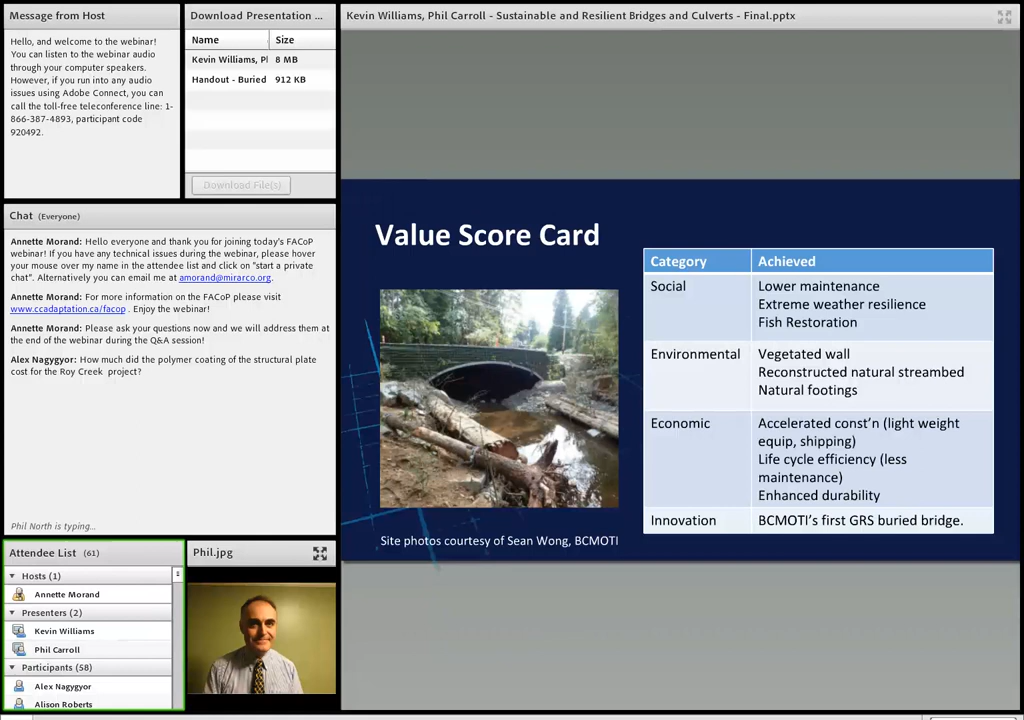 Message from Host
Hello, and welcome to the webinar!
You can listen to the webinar audio
through your computer speakers.
However, if you run into any audio
issues using Adobe Connect, you can
call the toll-free teleconference line: 1-
866-387-4893, participant code
920492.
Download Presentation ...
Name Size
Kevin Williams, Pl 8 MB
Handout - Buried 912 KB
Download File(s)
Chat (Everyone)
Annette Morand: Hello everyone and thank you for joining today's FACoP
webinar! If you have any technical issues during the webinar, please hover
your mouse over my name in the attendee list and click on "start a private
chat". Alternatively you can email me at amorand@mirarco.org.
Annette Morand: For more information on the FACoP please visit
www.ccadaptation.ca/facop . Enjoy the webinar!
Annette Morand: Please ask your questions now and we will address them at
the end of the webinar during the Q&A session!
Alex Nagygyor: How much did the polymer coating of the structural plate
cost for the Roy Creek project?
Phil North is typing...
Attendee List (61)
Hosts (1)
Annette Morand
Presenters (2)
Kevin Williams
Phil Carroll
Participants (58)
Alex Nagygyor
Alison Roberts
Phil.jpg
Kevin Williams, Phil Carroll - Sustainable and Resilient Bridges and Culverts - Final.pptx
Value Score Card
Site photos courtesy of Sean Wong, BCMOTI
Category Achieved
Social Lower maintenance
Extreme weather resilience
Fish Restoration
Environmental Vegetated wall
Reconstructed natural streambed
Natural footings
Economic Accelerated const'n (light weight
equip, shipping)
Life cycle efficiency (less
maintenance)
Enhanced durability
Innovation BCMOTI's first GRS buried bridge.